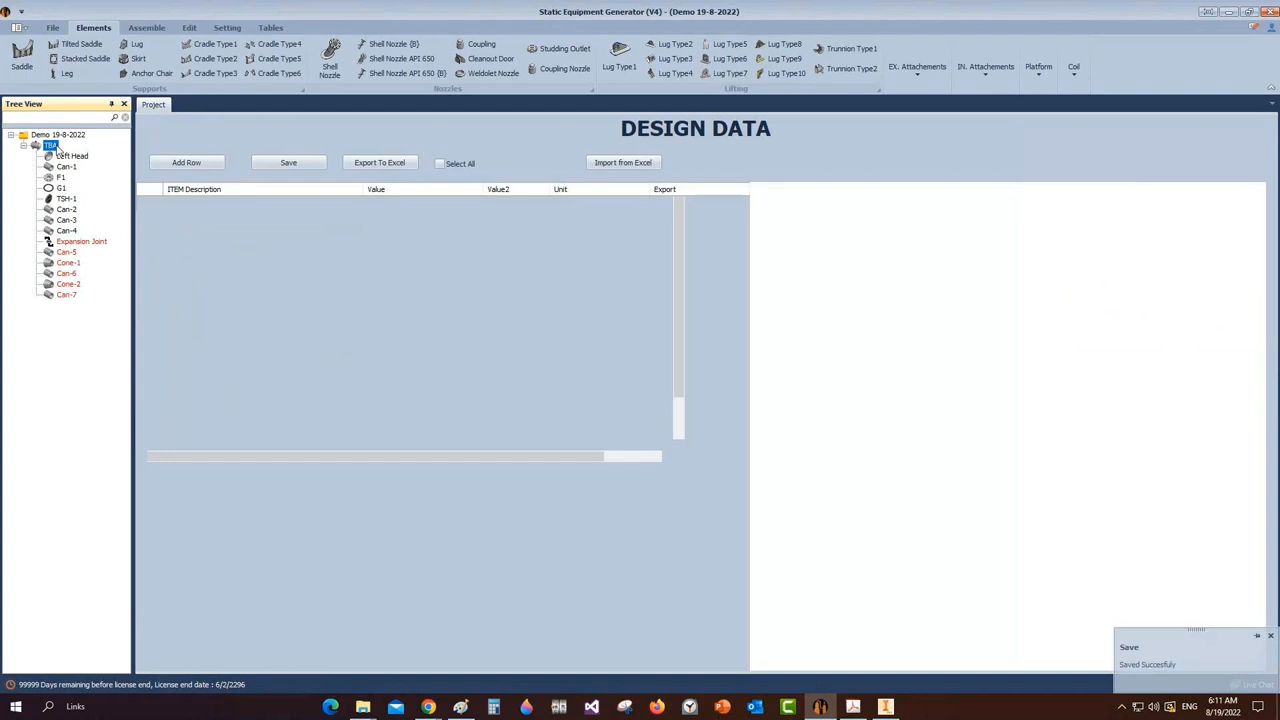 Static Equipment Generator (V4) - (Demo 19-8-2022)
File Elements Assemble Edit Setting Tables
Saddle
Tilted Saddle
Stacked Saddle
Leg
Lug
Skirt
Anchor Chair
Cradle Type1
Cradle Type2
Cradle Type3
Cradle Type4
Cradle Type5
Cradle Type6
Shell Nozzle
Shell Nozzle {B}
Shell Nozzle API 650
Shell Nozzle API 650 {B}
Coupling
Cleanout Door
Weldolet Nozzle
Studding Outlet
Coupling Nozzle
Lug Type1
Lug Type2
Lug Type3
Lug Type4
Lug Type5
Lug Type6
Lug Type7
Lug Type8
Lug Type9
Lug Type10
Trunnion Type1
Trunnion Type2
EX. Attachements
IN. Attachements
Platform
Coil
Supports Nozzles Lifting
Tree View
Project
Demo 19-8-2022
TBA
Left Head
Can-1
F1
G1
TSH-1
Can-2
Can-3
Can-4
Expansion Joint
Can-5
Cone-1
Can-6
Cone-2
Can-7
DESIGN DATA
Add Row Save Export To Excel Select All Import from Excel
ITEM Description Value Value2 Unit Export
Save
Saved Succesfuly
Live Chat
99999 Days remaining before license end, License end date : 6/2/2296
Links
6:11 AM
8/19/2022